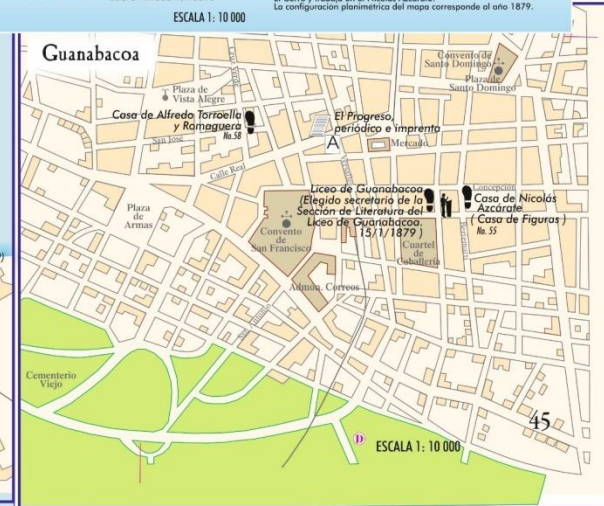 ESCALA 1: 10 000
La configuración planimétrica del mapa corresponde al año 1879.
Guanabacoa
Convento de
Santo Domingo
Plaza de
Santo Domingo
Plaza de
Vista Alegre
Casa de Alfredo Torroella
y Romaguera
No.58
San José
El Progreso,
periódico e imprenta
A
Mercado
Calle Real
Liceo de Guanabacoa
(Elegido secretario de la
Sección de Literatura del
Liceo de Guanabacoa.
15/1/1879 )
Concepción
Casa de Nicolás
Azcárate
( Casa de Figuras )
No. 55
Plaza
de
Armas
Convento
de
San Francisco
Cuartel
de
Caballería
Admón. Correos
Cementerio
Viejo
45
D
ESCALA 1: 10 000